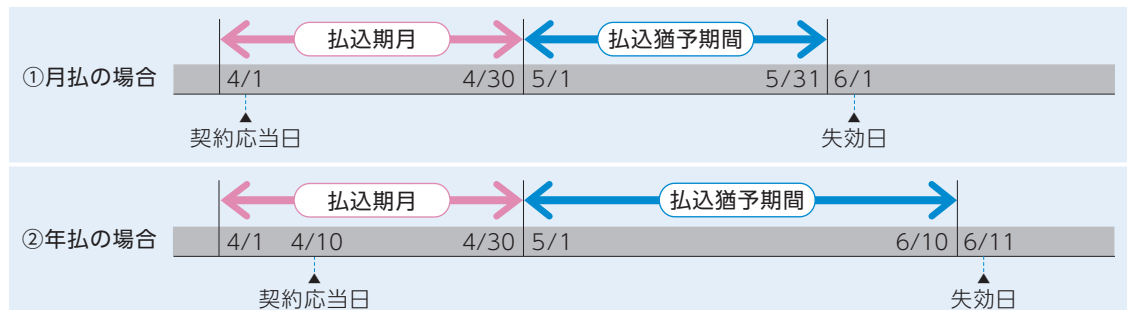 払込期月 払込猶予期間
①月払の場合 4/1 4/30 5/1 5/31 6/1
契約応当日 失効日
払込期月 払込猶予期間
②年払の場合 4/1 4/10 4/30 5/1 6/10 6/11
契約応当日 失効日